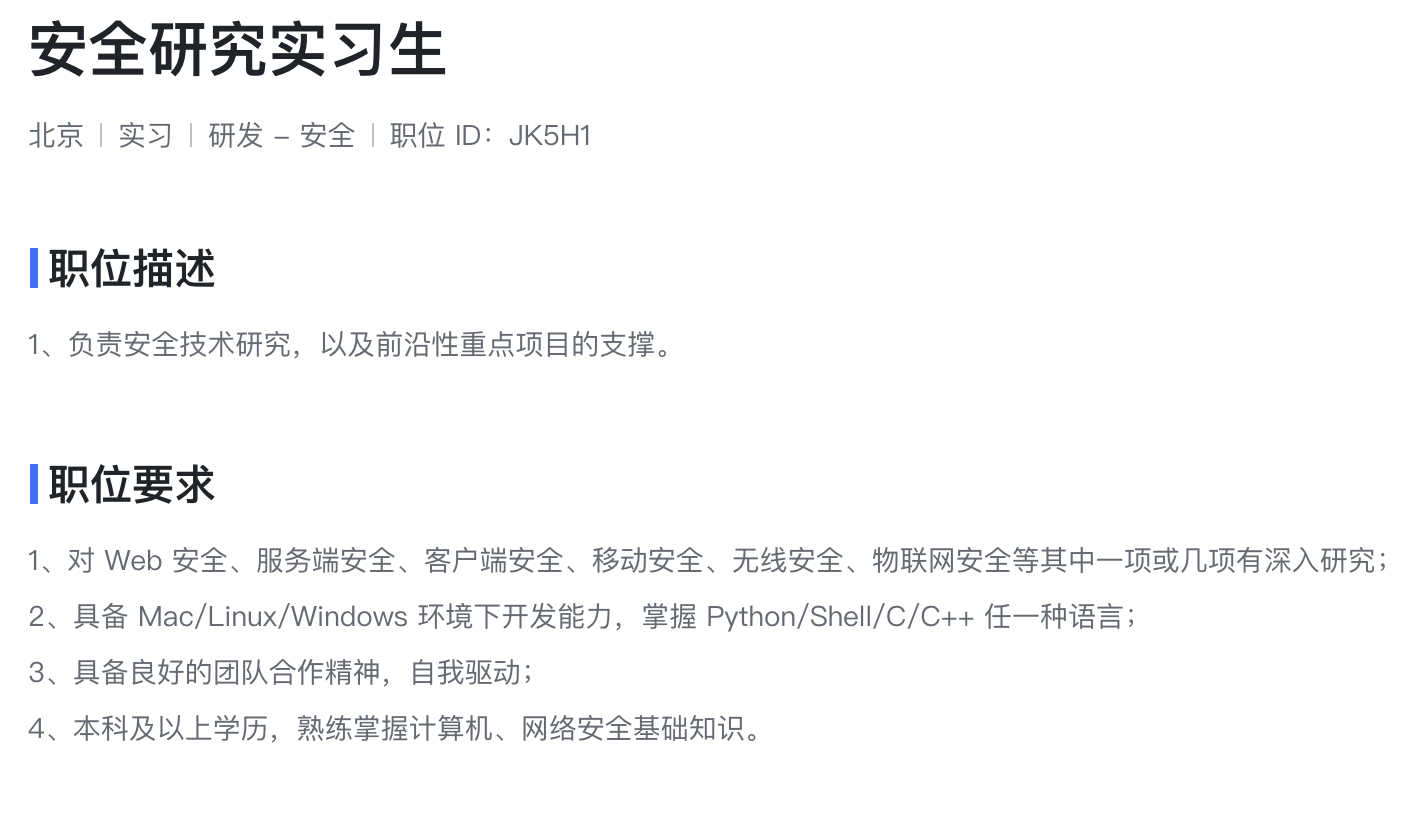 安全研究实习生
北京 | 实习 | 研发 – 安全 | 职位 ID：JK5H1
职位描述
1、负责安全技术研究，以及前沿性重点项目的支撑。
职位要求
1、对 Web 安全、服务端安全、客户端安全、移动安全、无线安全、物联网安全等其中一项或几项有深入研究；
2、具备 Mac/Linux/Windows 环境下开发能力，掌握 Python/Shell/C/C++ 任一种语言；
3、具备良好的团队合作精神，自我驱动；
4、本科及以上学历，熟练掌握计算机、网络安全基础知识。